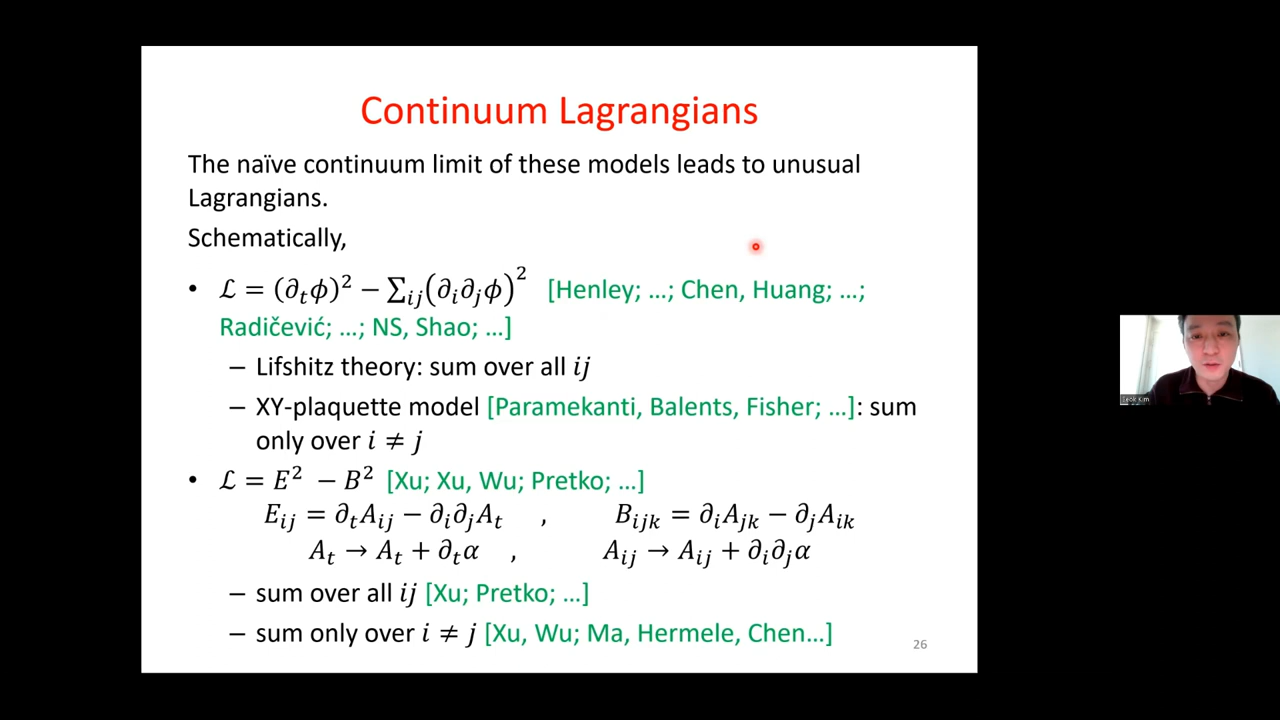 Continuum Lagrangians
The naïve continuum limit of these models leads to unusual
Lagrangians.
Schematically,
• ℒ = (∂ₜϕ)² − ∑ᵢⱼ(∂ᵢ∂ⱼϕ)² [Henley; …; Chen, Huang; …;
Radičević; …; NS, Shao; …]
– Lifshitz theory: sum over all 𝑖𝑗
– XY-plaquette model [Paramekanti, Balents, Fisher; …]: sum
only over 𝑖 ≠ 𝑗
• ℒ = 𝐸² − 𝐵² [Xu; Xu, Wu; Pretko; …]
𝐸ᵢⱼ = ∂ₜ𝐴ᵢⱼ − ∂ᵢ∂ⱼ𝐴ₜ , 𝐵ᵢⱼₖ = ∂ᵢ𝐴ⱼₖ − ∂ⱼ𝐴ᵢₖ
𝐴ₜ → 𝐴ₜ + ∂ₜ𝛼 , 𝐴ᵢⱼ → 𝐴ᵢⱼ + ∂ᵢ∂ⱼ𝛼
– sum over all 𝑖𝑗 [Xu; Pretko; …]
– sum only over 𝑖 ≠ 𝑗 [Xu, Wu; Ma, Hermele, Chen…]
26
Kim